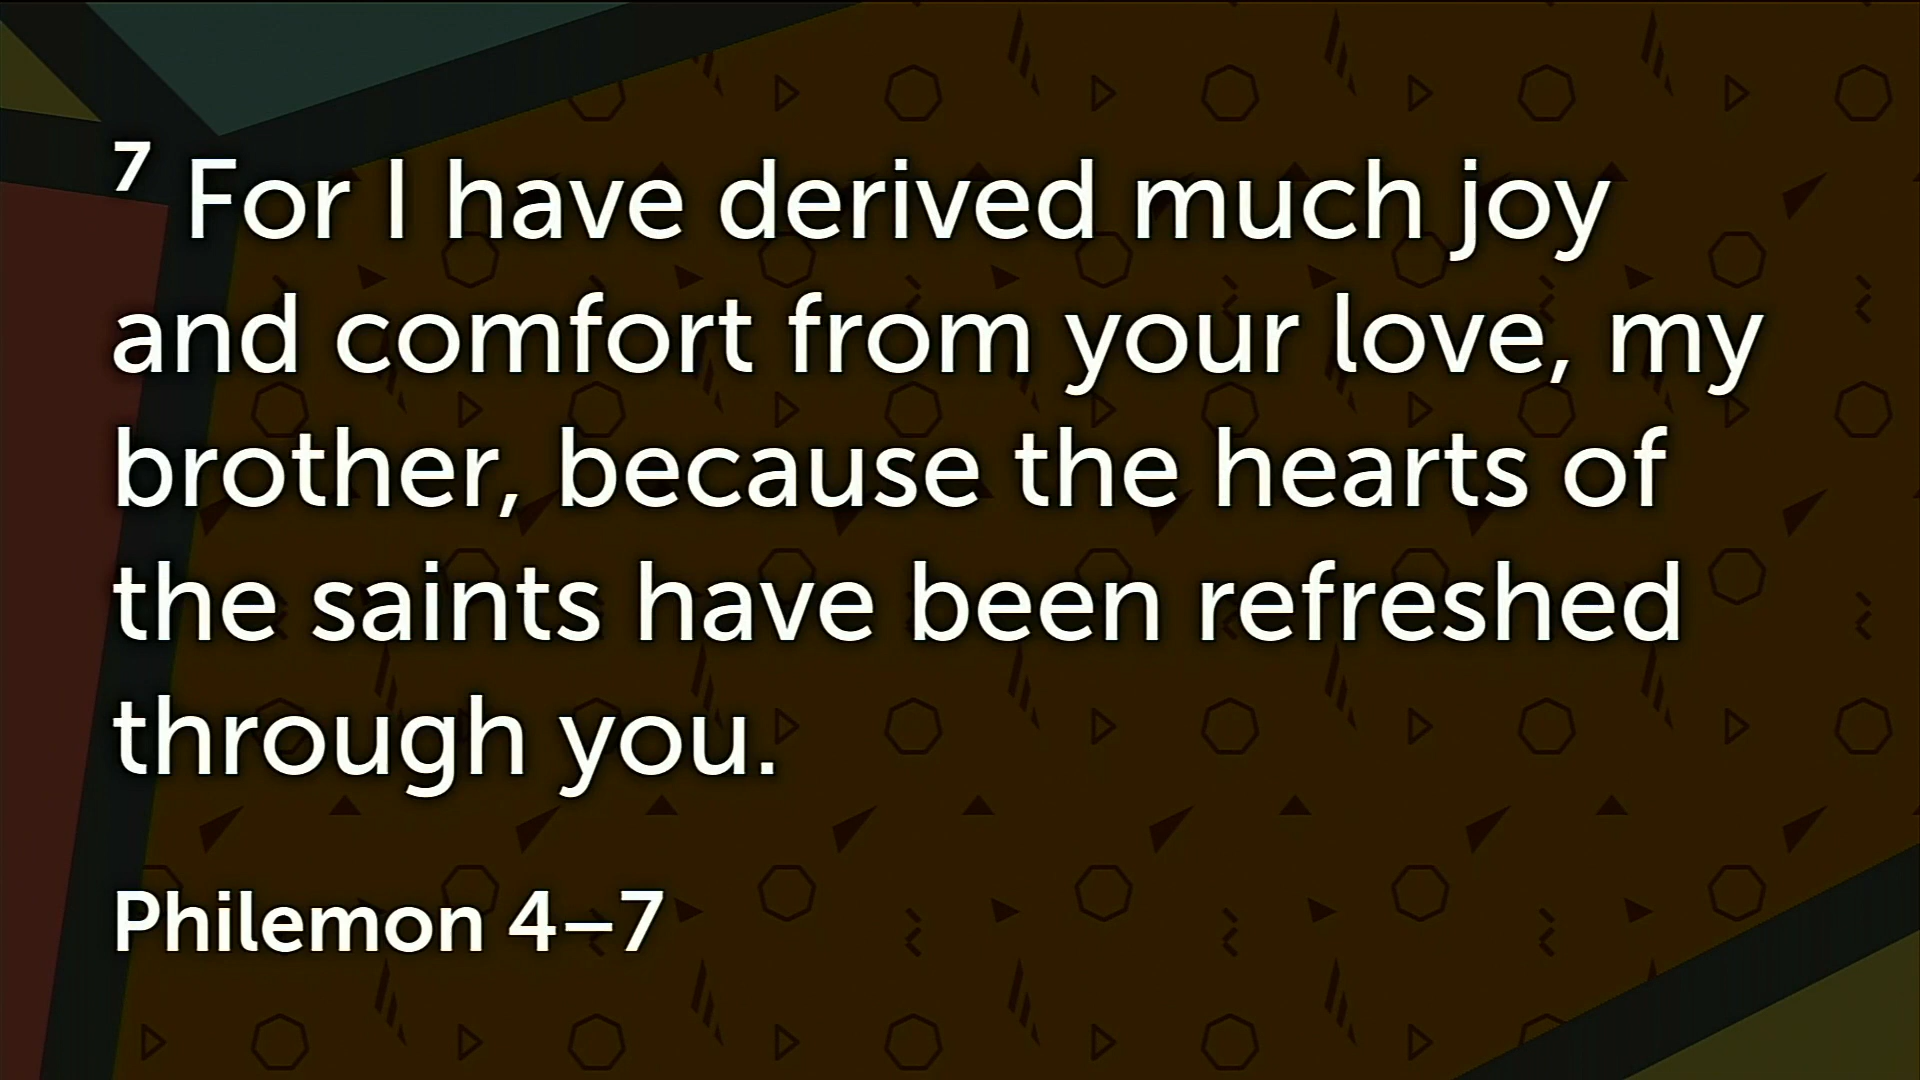 7 For I have derived much joy
and comfort from your love, my
brother, because the hearts of
the saints have been refreshed
through you.
Philemon 4–7